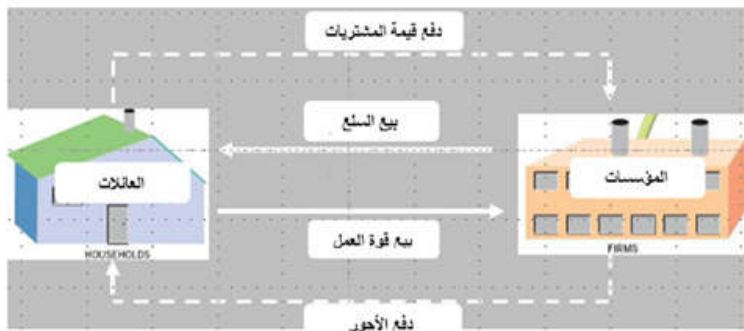 دفع قيمة المشتريات
بيع السلع
العائلات
المؤسسات
بيع قوة العمل
HOUSEHOLDS
FIRMS
دفع الأجور